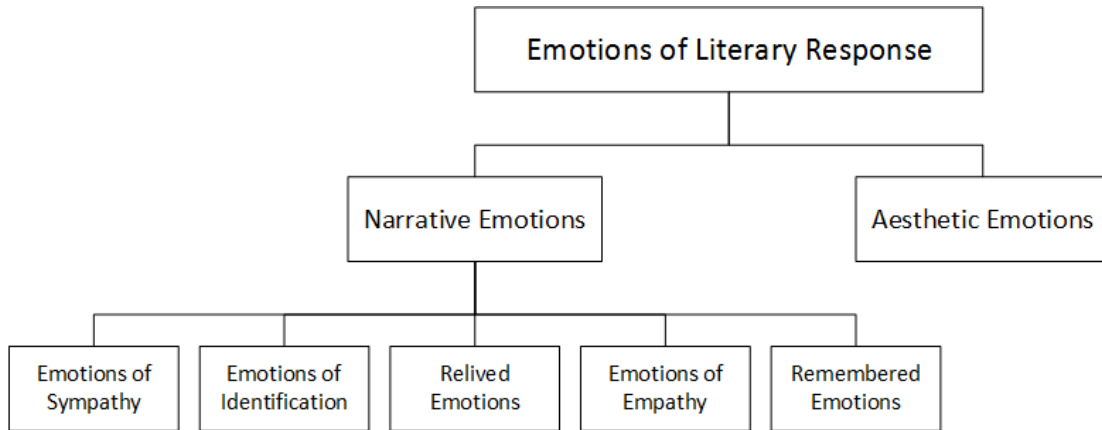 Emotions of Literary Response
Narrative Emotions
Aesthetic Emotions
Emotions of
Sympathy
Emotions of
Identification
Relived
Emotions
Emotions of
Empathy
Remembered
Emotions